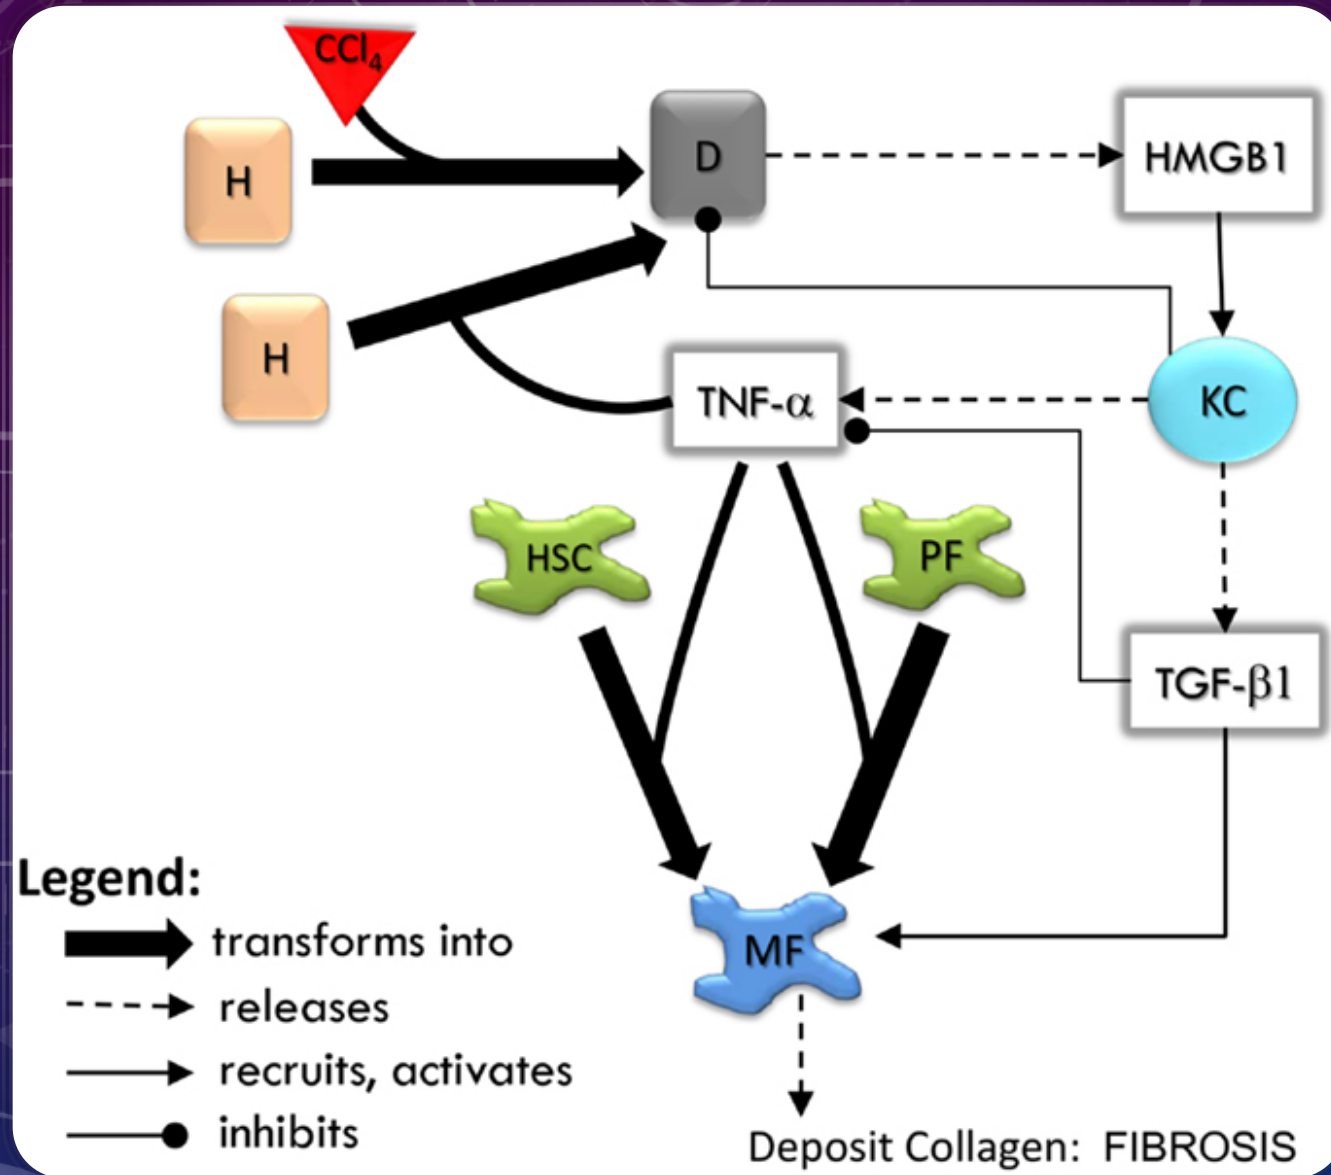 CCl₄
H
D
HMGB1
H
TNF-α
KC
HSC
PF
TGF-β1
MF
Legend:
transforms into
releases
recruits, activates
inhibits
Deposit Collagen: FIBROSIS